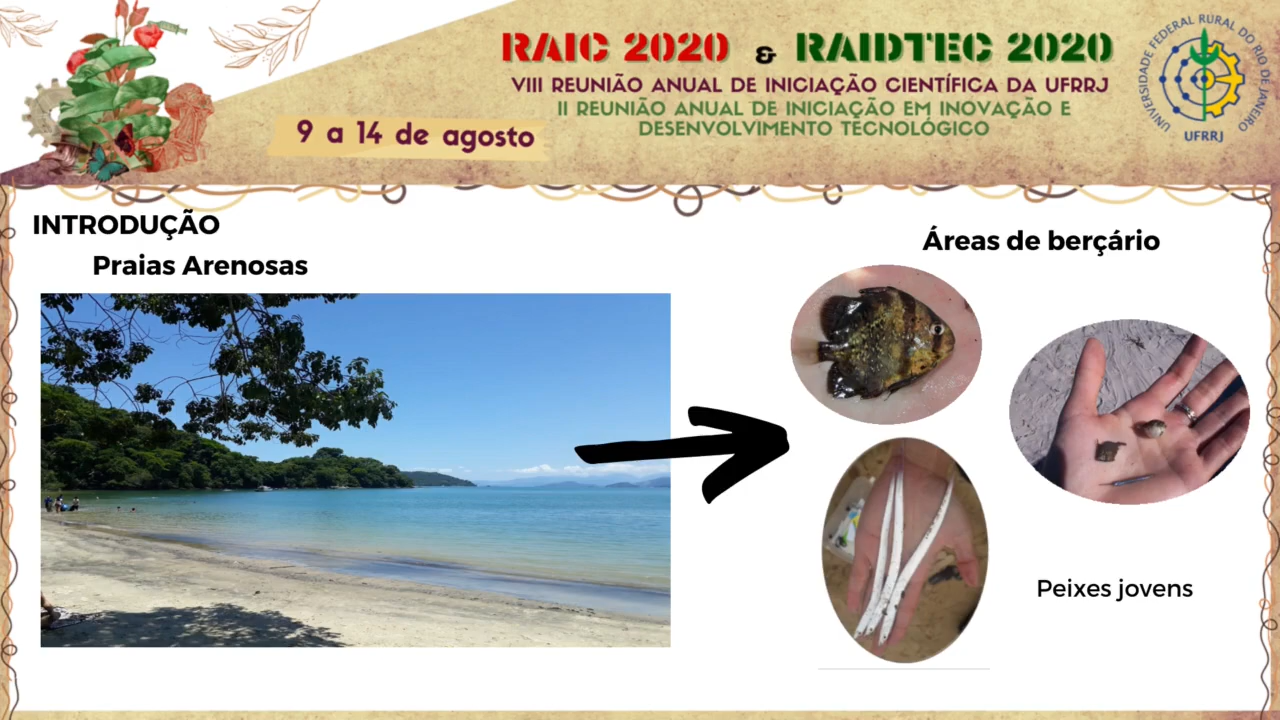 RAIC 2020 & RAIDTEC 2020
VIII REUNIÃO ANUAL DE INICIAÇÃO CIENTÍFICA DA UFRRJ
II REUNIÃO ANUAL DE INICIAÇÃO EM INOVAÇÃO E
DESENVOLVIMENTO TECNOLÓGICO
9 a 14 de agosto
UNIVERSIDADE FEDERAL RURAL DO RIO DE JANEIRO
UFRRJ
INTRODUÇÃO
Praias Arenosas
Áreas de berçário
Peixes jovens